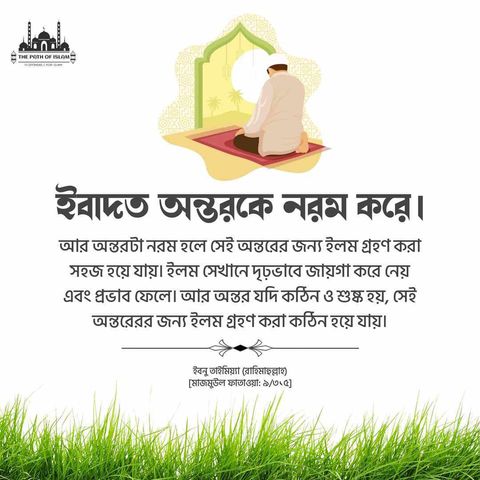 THE PATH OF ISLAM
ইবাদত অন্তরকে নরম করে।
আর অন্তরটা নরম হলে সেই অন্তরের জন্য ইলম গ্রহণ করা
সহজ হয়ে যায়। ইলম সেখানে দৃঢ়ভাবে জায়গা করে নেয়
এবং প্রভাব ফেলে। আর অন্তর যদি কঠিন ও শুষ্ক হয়, সেই
অন্তরেরর জন্য ইলম গ্রহণ করা কঠিন হয়ে যায়।
ইবনু তাইমিয়্যা (রাহিমাহুল্লাহ)
[মাজমুউল ফাতাওয়া: ৯/৩১৫]